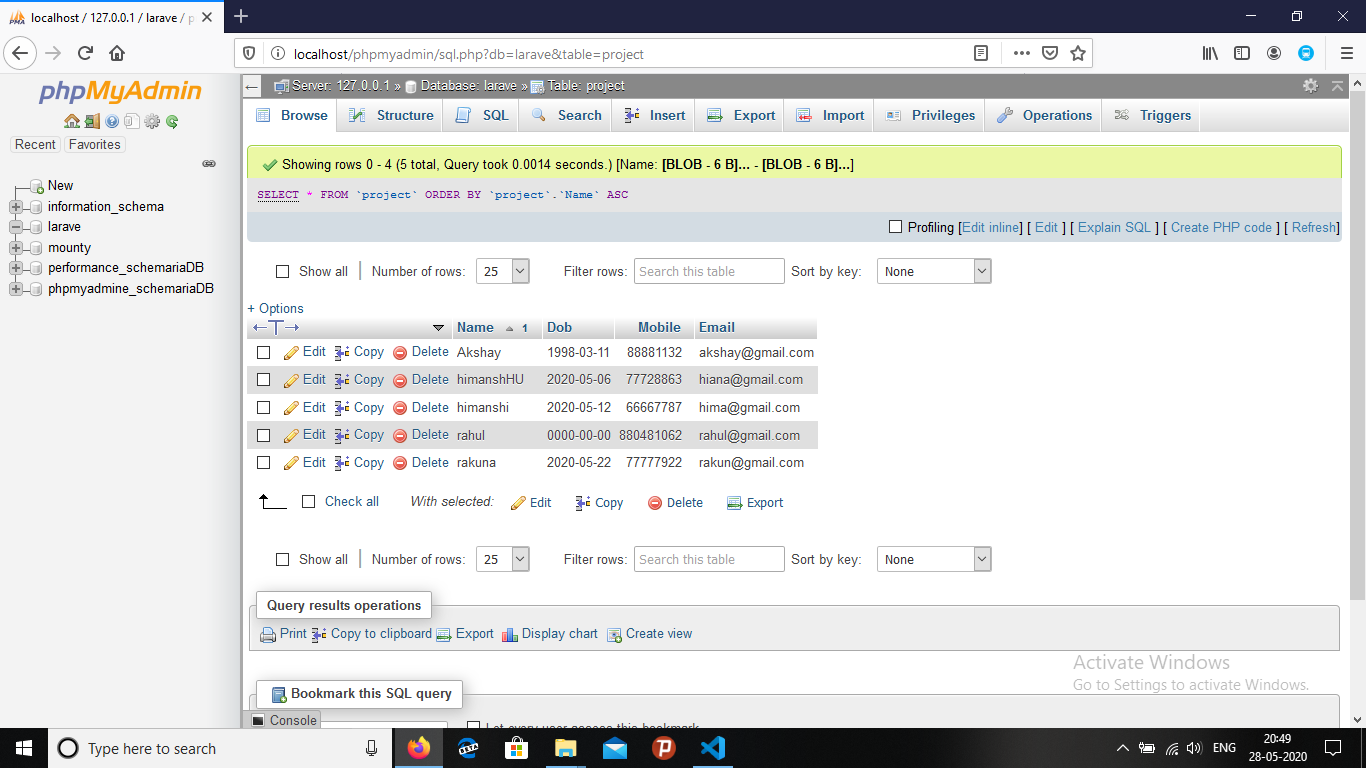 localhost / 127.0.0.1 / larave / p
localhost/phpmyadmin/sql.php?db=larave&table=project
phpMyAdmin
Recent Favorites
New
information_schema
larave
mounty
performance_schemariaDB
phpmyadmine_schemariaDB
Server: 127.0.0.1 » Database: larave » Table: project
Browse Structure SQL Search Insert Export Import Privileges Operations Triggers
Showing rows 0 - 4 (5 total, Query took 0.0014 seconds.) [Name: [BLOB - 6 B]... - [BLOB - 6 B]...]
SELECT * FROM `project` ORDER BY `project`.`Name` ASC
Profiling [Edit inline] [ Edit ] [ Explain SQL ] [ Create PHP code ] [ Refresh]
Show all Number of rows: 25 Filter rows: Search this table Sort by key: None
+ Options
←T→ Name 1 Dob Mobile Email
Edit Copy Delete Akshay 1998-03-11 88881132 akshay@gmail.com
Edit Copy Delete himanshHU 2020-05-06 77728863 hiana@gmail.com
Edit Copy Delete himanshi 2020-05-12 66667787 hima@gmail.com
Edit Copy Delete rahul 0000-00-00 880481062 rahul@gmail.com
Edit Copy Delete rakuna 2020-05-22 77777922 rakun@gmail.com
Check all With selected: Edit Copy Delete Export
Show all Number of rows: 25 Filter rows: Search this table Sort by key: None
Query results operations
Print Copy to clipboard Export Display chart Create view
Activate Windows
Go to Settings to activate Windows.
Bookmark this SQL query
Console
Let every user access this bookmark
Type here to search
BETA
ENG
20:49
28-05-2020